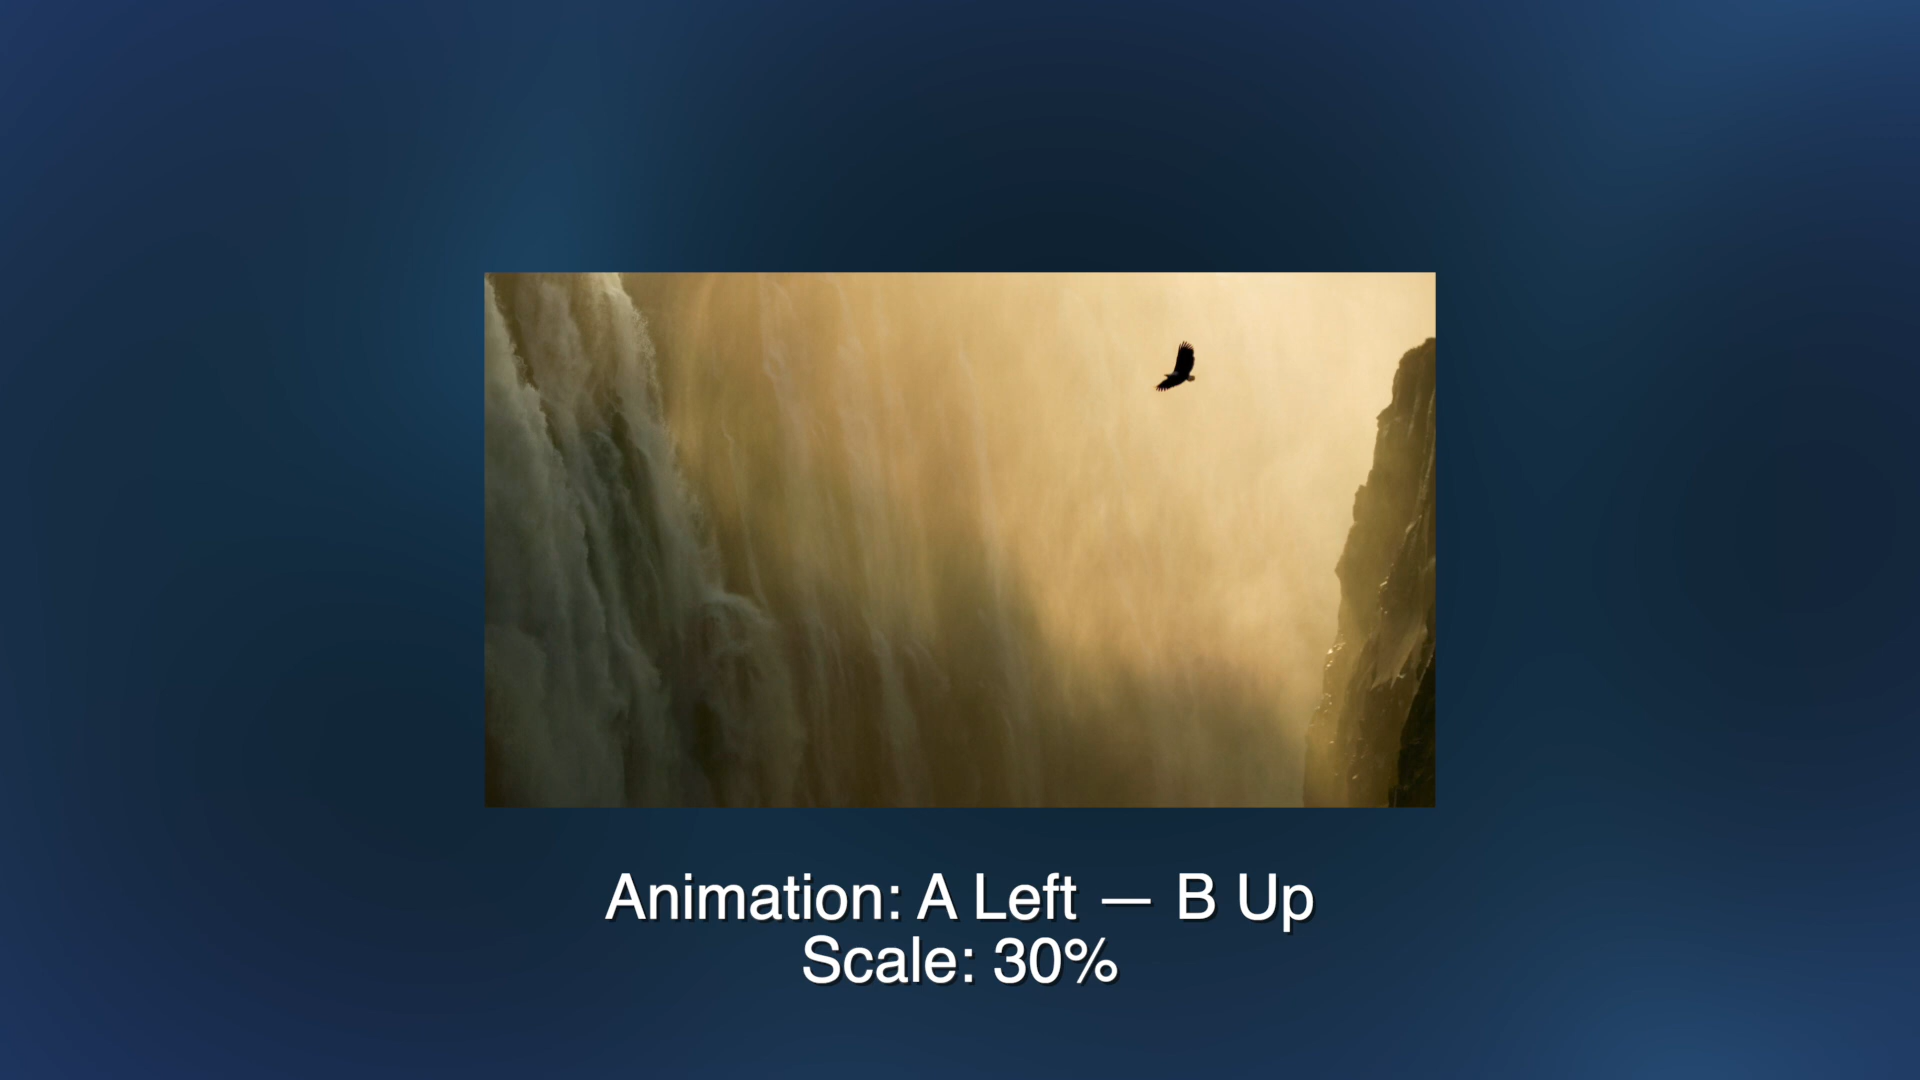 Animation: A Left — B Up
Scale: 30%